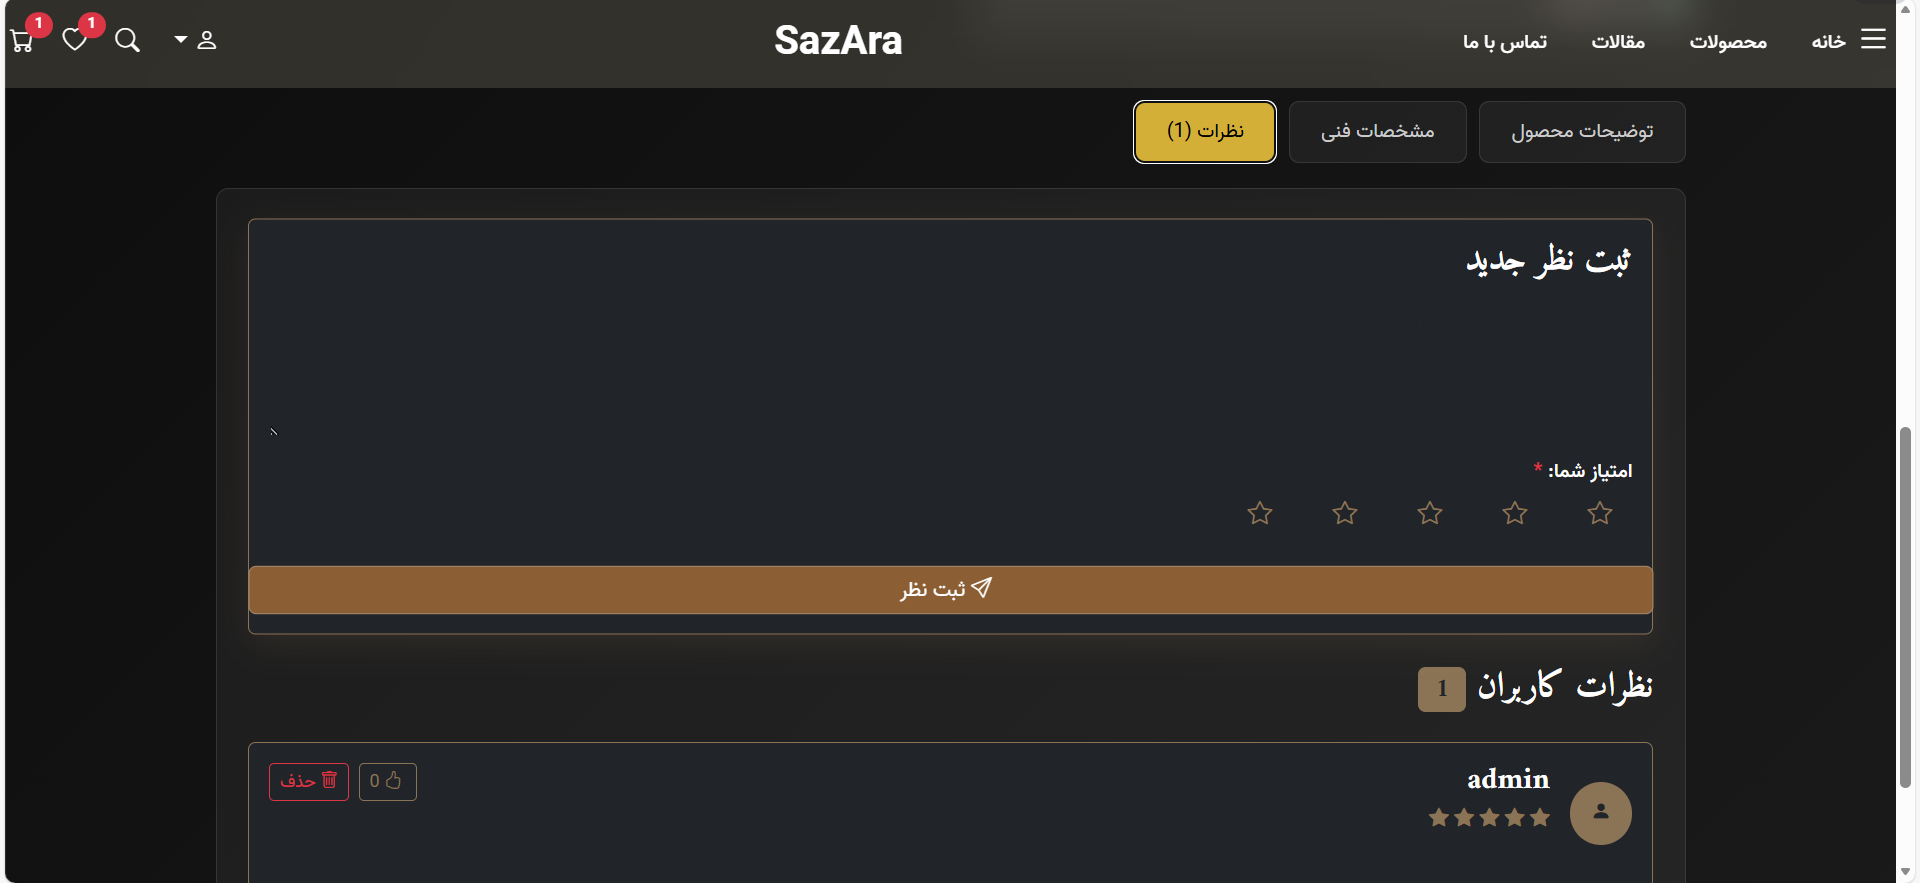 خانه محصولات مقالات تماس با ما
SazAra
1 1
توضیحات محصول
مشخصات فنی
نظرات (1)
ثبت نظر جدید
امتیاز شما: *
ثبت نظر
نظرات کاربران 1
admin
0
حذف